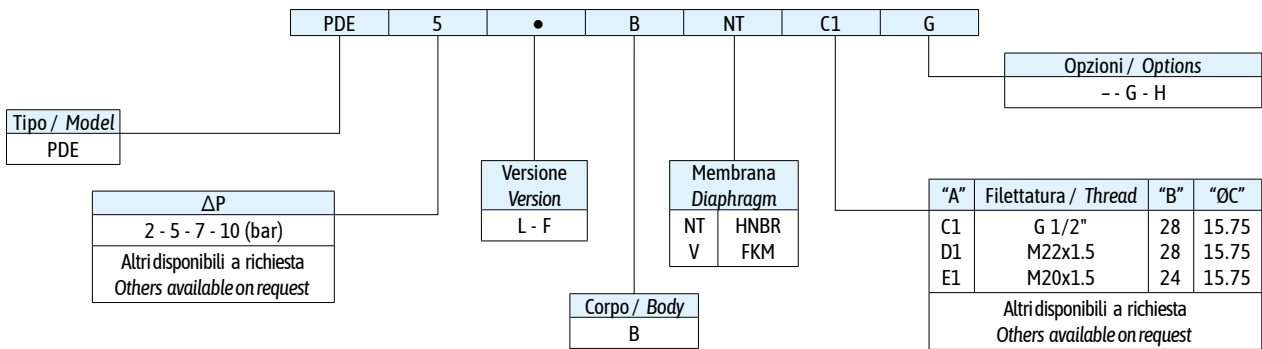 PDE 5 • B NT C1 G
Opzioni / Options
– - G - H
Tipo / Model
PDE
ΔP
2 - 5 - 7 - 10 (bar)
Altri disponibili a richiesta
Others available on request
Versione
Version
L - F
Membrana
Diaphragm
NT HNBR
V FKM
Corpo / Body
B
"A" Filettatura / Thread "B" "ØC"
C1 G 1/2" 28 15.75
D1 M22x1.5 28 15.75
E1 M20x1.5 24 15.75
Altri disponibili a richiesta
Others available on request